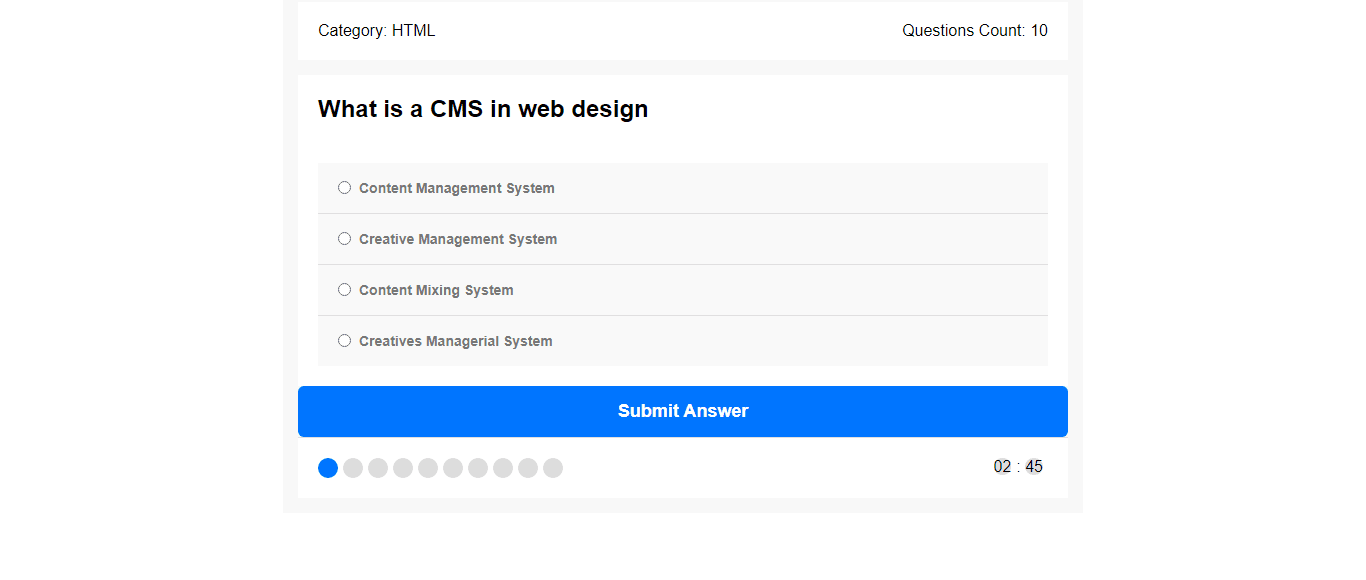 Category: HTML
Questions Count: 10
What is a CMS in web design
Content Management System
Creative Management System
Content Mixing System
Creatives Managerial System
Submit Answer
02 : 45